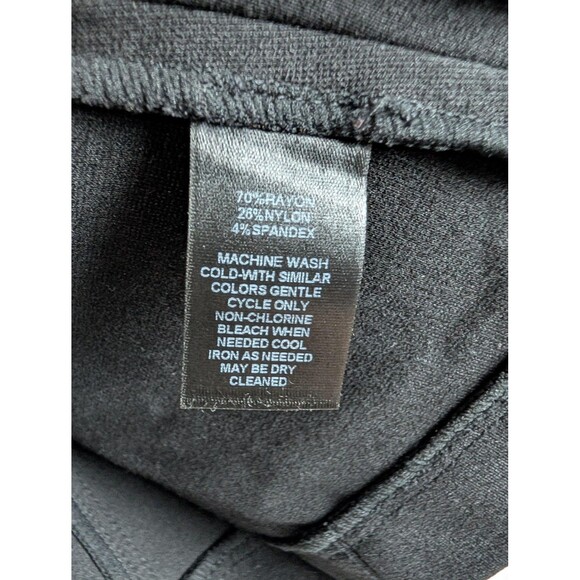 70%RAYON
26%NYLON
4%SPANDEX
MACHINE WASH
COLD-WITH SIMILAR
COLORS GENTLE
CYCLE ONLY
NON-CHLORINE
BLEACH WHEN
NEEDED COOL
IRON AS NEEDED
MAY BE DRY
CLEANED